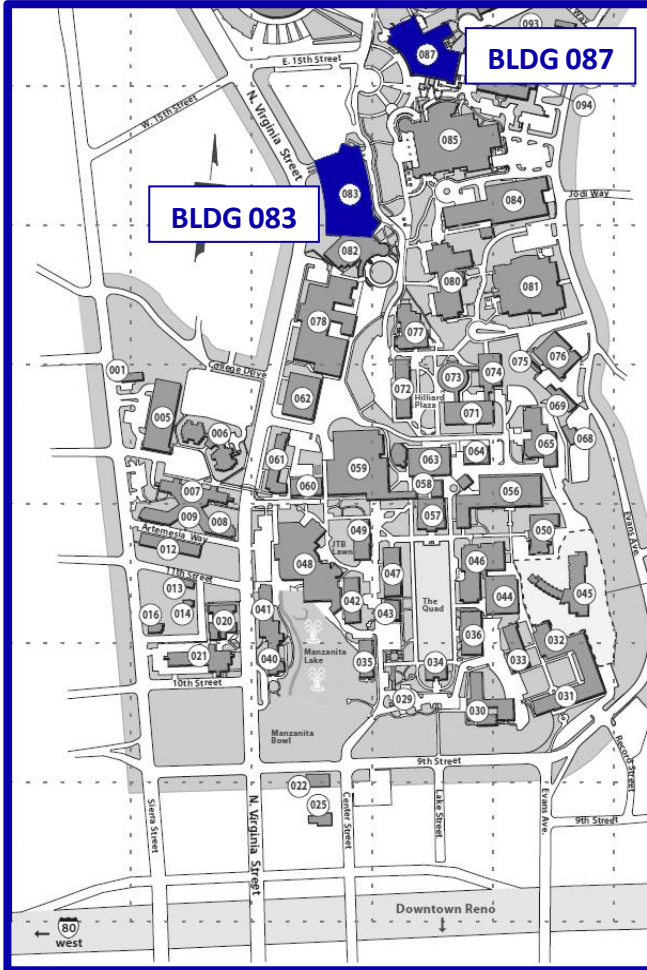 093
Way
087
BLDG 087
E. 15th Street
094
W. 15th Street
N. Virginia Street
085
083
BLDG 083
084
Jodi Way
082
080
081
078
077
001
College Drive
075
076
005
062
072
073
074
Hilliard
Plaza
071
069
006
061
059
063
064
065
068
007
060
058
056
009
008
057
Artemesia Way
049
050
Evans Ave.
012
JTB
Lawn
048
047
046
11th Street
The
Quad
045
013
042
044
016
014
041
043
020
036
032
Manzanita
Lake
021
040
035
034
033
10th Street
029
031
030
Manzanita
Bowl
Record Street
9th Street
022
025
Sierra Street
N. Virginia Street
Center Street
Lake Street
Evans Ave.
9th Street
Downtown Reno
80
west